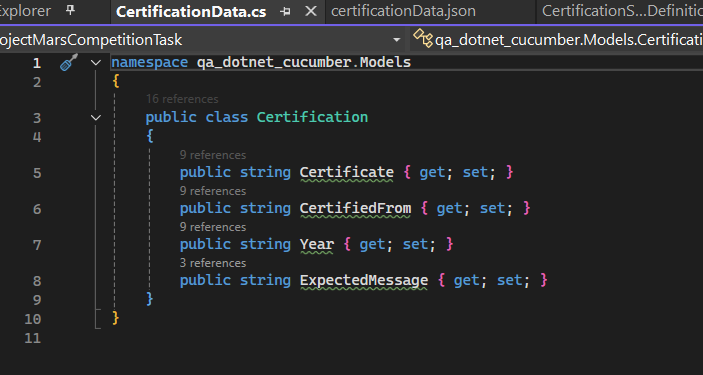 Explorer
CertificationData.cs
certificationData.json
CertificationS...Definiti
ojectMarsCompetitionTask
qa_dotnet_cucumber.Models.Certificati
1 namespace qa_dotnet_cucumber.Models
2 {
16 references
3 public class Certification
4 {
9 references
5 public string Certificate { get; set; }
9 references
6 public string CertifiedFrom { get; set; }
9 references
7 public string Year { get; set; }
3 references
8 public string ExpectedMessage { get; set; }
9 }
10 }
11